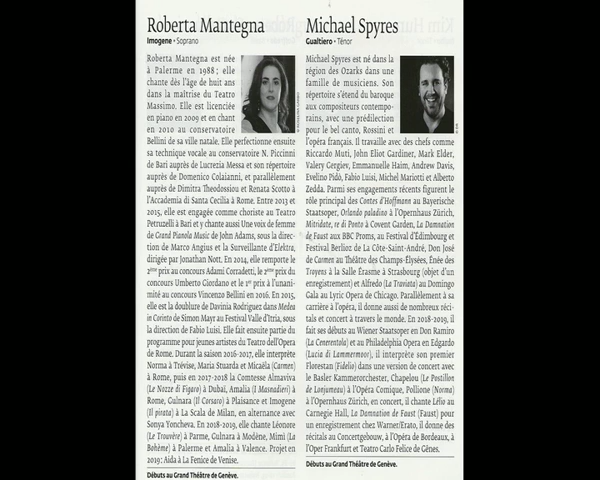 Roberta Mantegna
Imogene • Soprano
Roberta Mantegna est née
à Palerme en 1988 ; elle
chante dès l'âge de huit ans
dans la maîtrise du Teatro
Massimo. Elle est licenciée
en piano en 2009 et en chant
en 2010 au conservatoire
Bellini de sa ville natale. Elle perfectionne ensuite
sa technique vocale au conservatoire N. Piccinni
de Bari auprès de Lucrezia Messa et son répertoire
auprès de Domenico Colaianni, et parallèlement
auprès de Dimitra Theodossiou et Renata Scotto à
l'Accademia di Santa Cecilia à Rome. Entre 2013 et
2015, elle est engagée comme choriste au Teatro
Petruzzelli à Bari et y chante aussi Une voix de femme
de Grand Pianola Music de John Adams, sous la direc-
tion de Marco Angius et la Surveillante d'Elektra,
dirigée par Jonathan Nott. En 2014, elle remporte le
2ème prix au concours Adami Corradetti, le 2ème prix du
concours Umberto Giordano et le 1er prix à l'unani-
mité au concours Vincenzo Bellini en 2016. En 2015,
elle est la doublure de Davinia Rodriguez dans Medea
in Corinto de Simon Mayr au Festival Valle d'Itria, sous
la direction de Fabio Luisi. Elle fait ensuite partie du
programme pour jeunes artistes du Teatro dell'Opera
de Rome. Durant la saison 2016-2017, elle interprète
Norma à Trévise, Maria Stuarda et Micaëla (Carmen)
à Rome, puis en 2017-2018 la Comtesse Almaviva
(Le Nozze di Figaro) à Dubaï, Amalia (I Masnadieri) à
Rome, Gulnara (Il Corsaro) à Plaisance et Imogene
(Il pirata) à La Scala de Milan, en alternance avec
Sonya Yoncheva. En 2018-2019, elle chante Léonore
(Le Trouvère) à Parme, Gulnara à Modène, Mimì (La
Bohème) à Palerme et Amalia à Valence. Projet en
2019 : Aida à La Fenice de Venise.
Débuts au Grand Théâtre de Genève.
Michael Spyres
Gualtiero • Ténor
Michael Spyres est né dans la
région des Ozarks dans une
famille de musiciens. Son
répertoire s'étend du baroque
aux compositeurs contempo-
rains, avec une prédilection
pour le bel canto, Rossini et
l'opéra français. Il travaille avec des chefs comme
Riccardo Muti, John Eliot Gardiner, Mark Elder,
Valery Gergiev, Emmanuelle Haim, Andrew Davis,
Evelino Pidò, Fabio Luisi, Michel Mariotti et Alberto
Zedda. Parmi ses engagements récents figurent le
rôle principal des Contes d'Hoffmann au Bayerische
Staatsoper, Orlando paladino à l'Opernhaus Zürich,
Mitridate, re di Ponto à Covent Garden, La Damnation
de Faust aux BBC Proms, au Festival d'Édimbourg et
Festival Berlioz de La Côte-Saint-André, Don José
de Carmen au Théâtre des Champs-Élysées, Énée des
Troyens à la Salle Érasme à Strasbourg (objet d'un
enregistrement) et Alfredo (La Traviata) au Domingo
Gala au Lyric Opera de Chicago. Parallèlement à sa
carrière à l'opéra, il donne aussi de nombreux réci-
tals et concert à travers le monde. En 2018-2019, il
fait ses débuts au Wiener Staatsoper en Don Ramiro
(La Cenerentola) et au Philadelphia Opera en Edgardo
(Lucia di Lammermoor), il interprète son premier
Florestan (Fidelio) dans une version de concert avec
le Basler Kammerorchester, Chapelou (Le Postillon
de Lonjumeau) à l'Opéra Comique, Pollione (Norma)
à l'Opernhaus Zürich, en concert, il chante Lélio au
Carnegie Hall, La Damnation de Faust (Faust) pour
un enregistrement chez Warner/Erato, il donne des
récitals au Concertgebouw, à l'Opéra de Bordeaux, à
l'Oper Frankfurt et Teatro Carlo Felice de Gênes.
Débuts au Grand Théâtre de Genève.